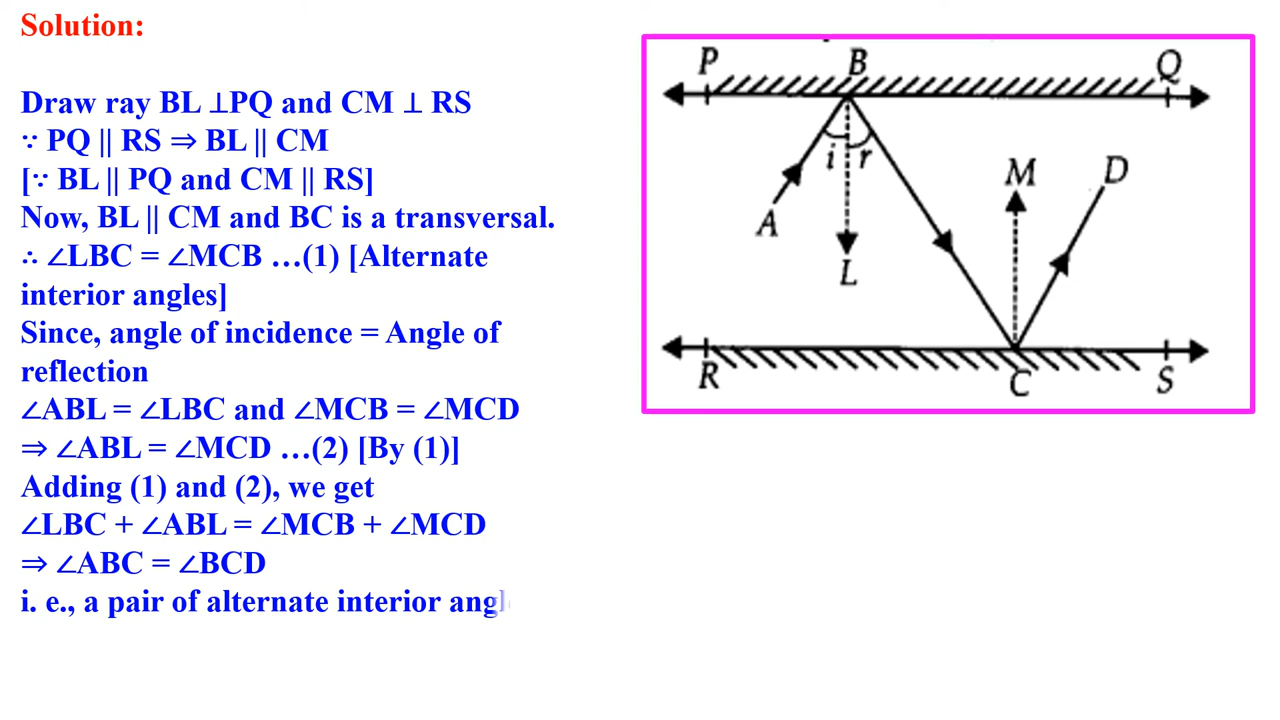 Solution:
Draw ray BL ⊥PQ and CM ⊥ RS
∵ PQ || RS ⇒ BL || CM
[∵ BL || PQ and CM || RS]
Now, BL || CM and BC is a transversal.
∴ ∠LBC = ∠MCB …(1) [Alternate
interior angles]
Since, angle of incidence = Angle of
reflection
∠ABL = ∠LBC and ∠MCB = ∠MCD
⇒ ∠ABL = ∠MCD …(2) [By (1)]
Adding (1) and (2), we get
∠LBC + ∠ABL = ∠MCB + ∠MCD
⇒ ∠ABC = ∠BCD
i. e., a pair of alternate interior
P B Q
i r
A
L
M D
R C S